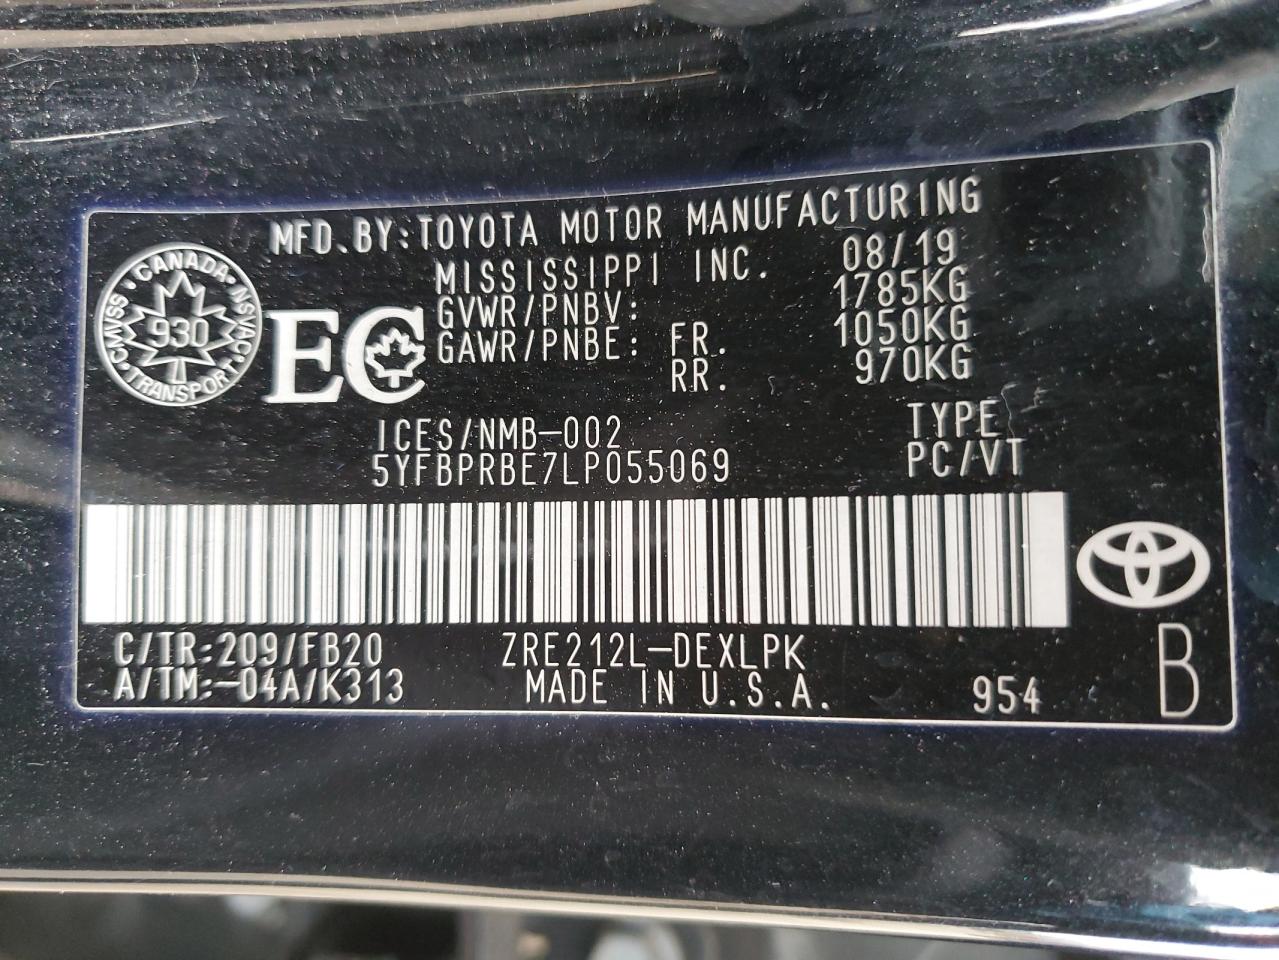 MFD. BY: TOYOTA MOTOR MANUFACTURING
MISSISSIPPI INC. 08/19
GVWR/PNBV: 1785KG
GAWR/PNBE: FR. 1050KG
RR. 970KG
CANADA
CMVSS NSVAC
930
TRANSPORT
EC
ICES/NMB-002 TYPE
5YFBPRBE7LP055069 PC/VT
C/TR:209/FB20 ZRE212L-DEXLPK
A/TM:-04A/K313 MADE IN U.S.A. 954 B